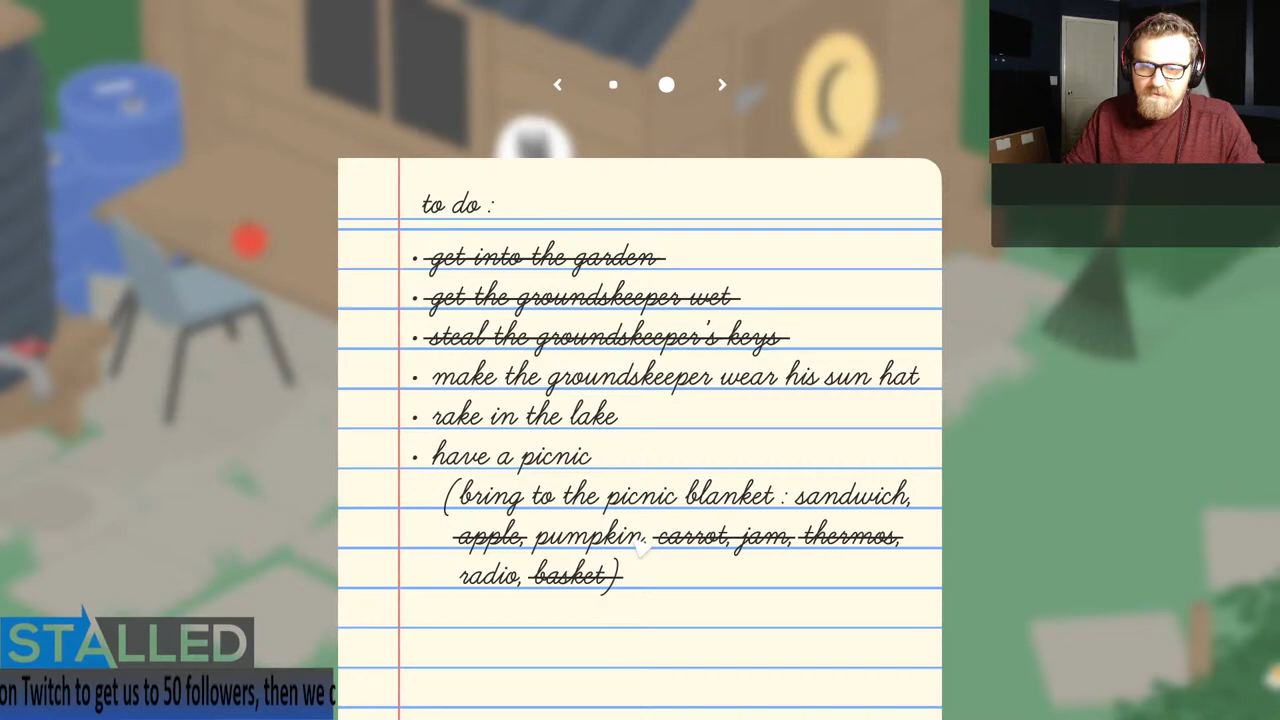 to do :
• get into the garden
• get the groundskeeper wet
• steal the groundskeeper's keys
• make the groundskeeper wear his sun hat
• rake in the lake
• have a picnic
(bring to the picnic blanket : sandwich,
apple, pumpkin, carrot, jam, thermos,
radio, basket)
STALLED
on Twitch to get us to 50 followers, then we c